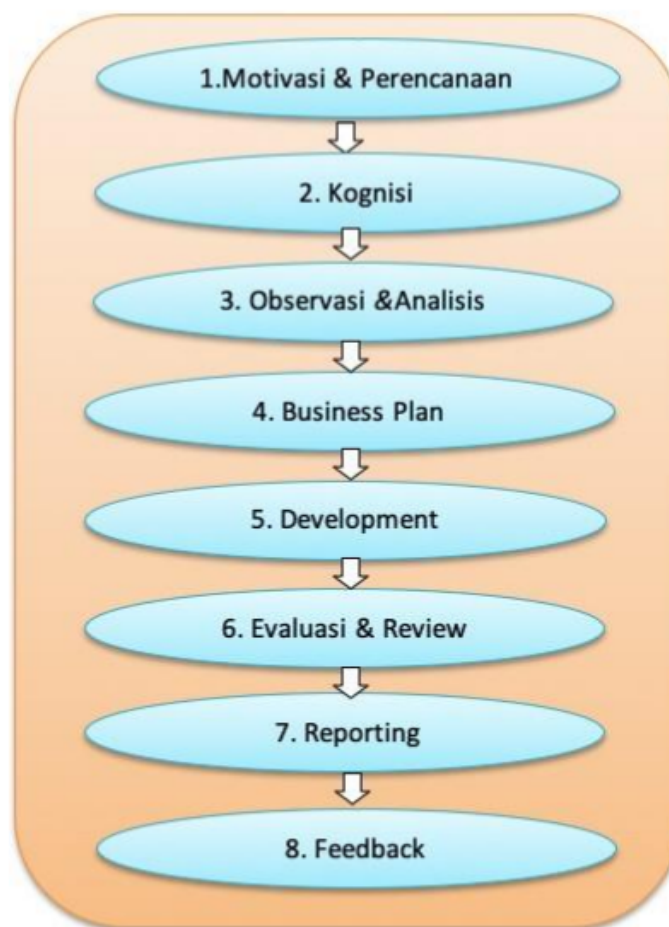 1.Motivasi & Perencanaan
2. Kognisi
3. Observasi &Analisis
4. Business Plan
5. Development
6. Evaluasi & Review
7. Reporting
8. Feedback